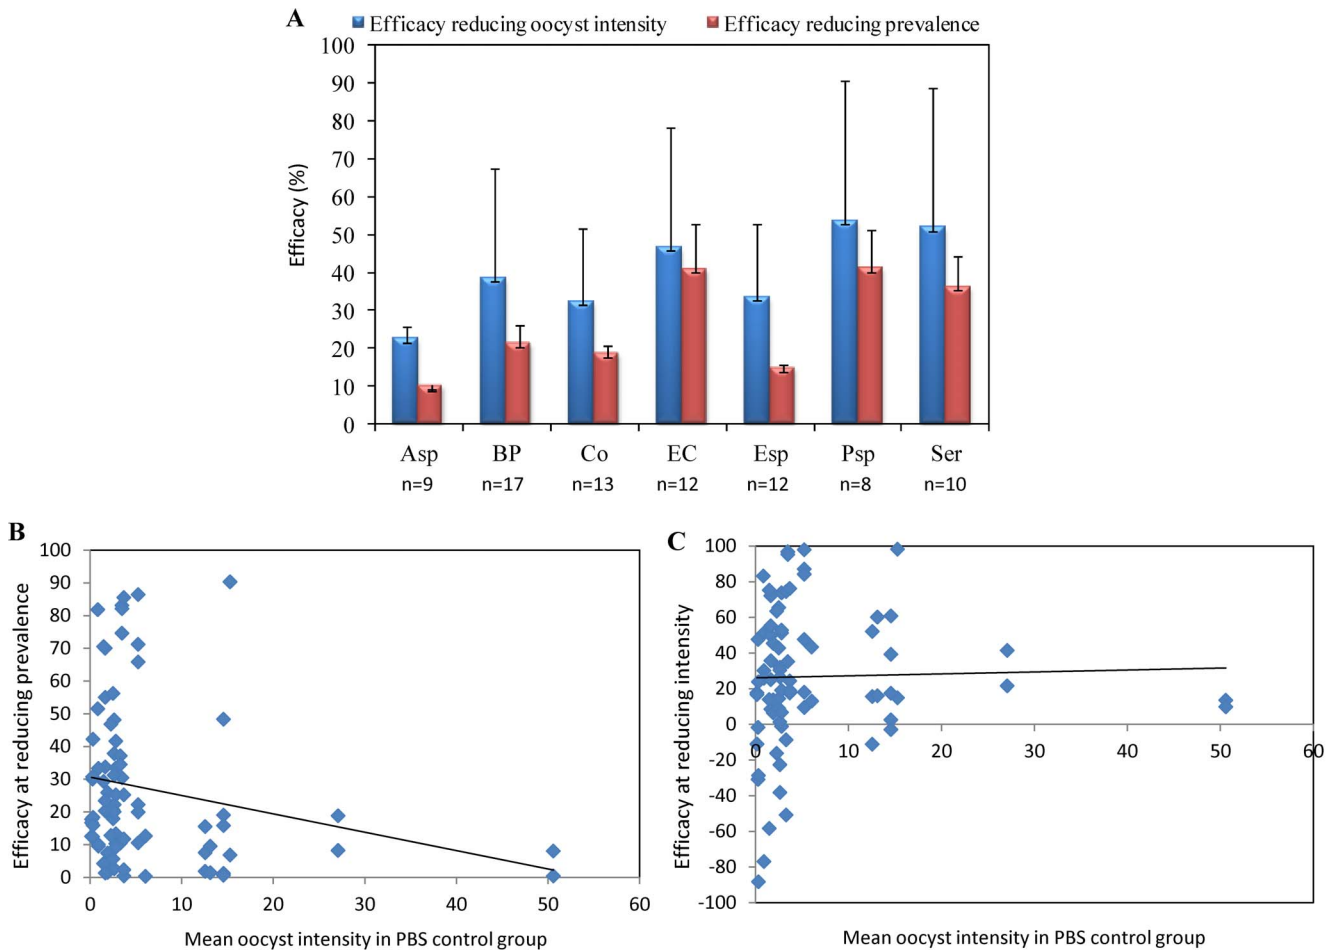 A
Efficacy reducing oocyst intensity Efficacy reducing prevalence
100
90
80
70
60
50
40
30
20
10
0
Efficacy (%)
Asp BP Co EC Esp Psp Ser
n=9 n=17 n=13 n=12 n=12 n=8 n=10
B
100
90
80
70
60
50
40
30
20
10
0
Efficacy at reducing prevalence
0 10 20 30 40 50 60
Mean oocyst intensity in PBS control group
C
100
80
60
40
20
0
-20
-40
-60
-80
-100
Efficacy at reducing intensity
0 10 20 30 40 50 60
Mean oocyst intensity in PBS control group